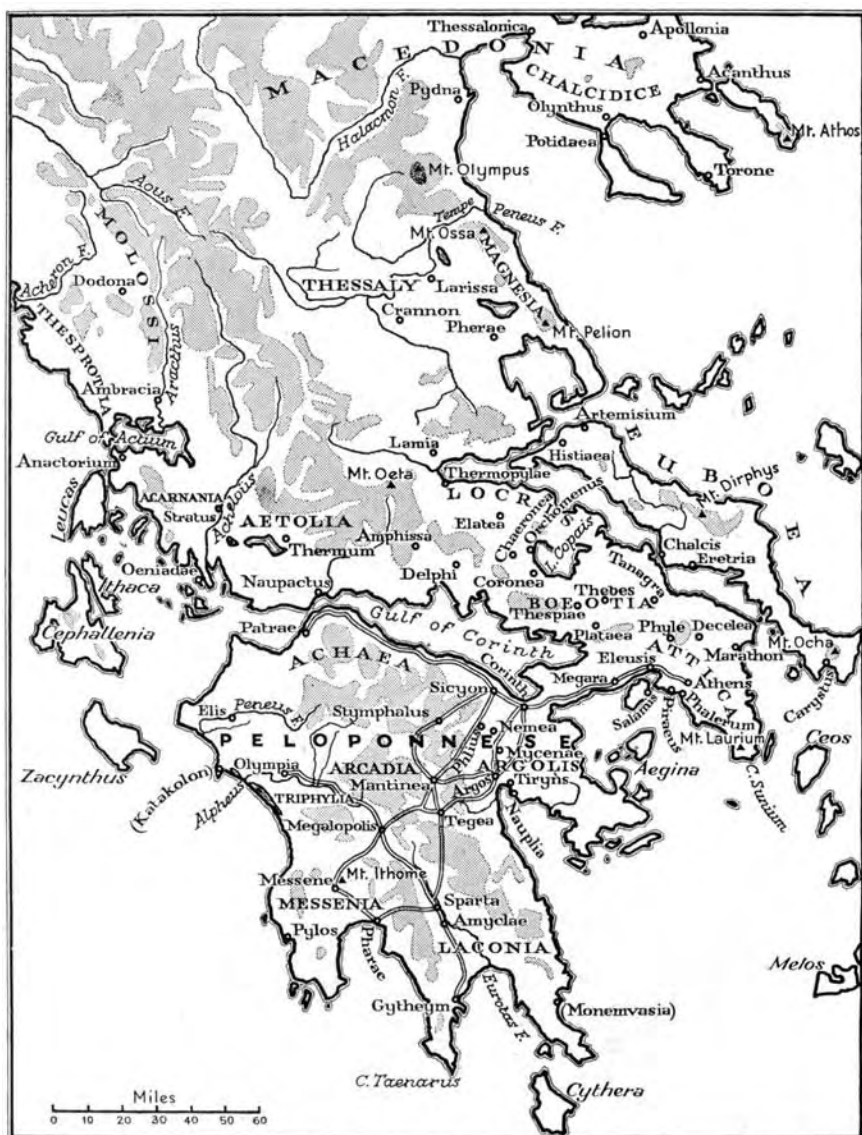 Thessalonica
Apollonia
MACEDONIA
CHALCIDICE
Acanthus
Pydna
Haliacmon F.
Olynthus
Mt. Athos
Potidaea
Mt. Olympus
Torone
Aous F.
MOLOSSI
Tempe
Peneus F.
Mt. Ossa
MAGNESIA
Acheron F.
Dodona
THESSALY
Larissa
Crannon
THESPROTIA
Pherae
Mt. Pelion
Arachthus
Ambracia
Artemisium
Gulf of Actium
Lamia
Histiaea
EUBOEA
Anactorium
Thermopylae
Mt. Oeta
Mt. Dirphys
Leucas
ACARNANIA
LOCRIS
Stratus
Achelous
AETOLIA
Elatea
Chaeronea
Orchomenus
L. Copais
Amphissa
Thermum
Chalcis
Eretria
Oeniadae
Delphi
Coronea
Tanagra
Ithaca
Naupactus
Thebes
BOEOTIA
Thespiae
Gulf of Corinth
Cephallenia
Patrae
Plataea
Phyle
Decelea
Mt. Ocha
ACHAEA
Corinth
Eleusis
ATTICA
Marathon
Megara
Sicyon
Athens
Elis
Peneus F.
Stymphalus
Salamis
Piraeus
Phalerum
Carystus
Nemea
PELOPONNESE
Phlius
Mt. Laurium
Ceos
Mycenae
Zacynthus
Olympia
ARCADIA
ARGOLIS
Aegina
(Katakolon)
Mantinea
Argos
Tiryns
C. Sunium
Alpheus
TRIPHYLIA
Megalopolis
Tegea
Nauplia
Mt. Ithome
Messene
MESSENIA
Sparta
Amyclae
Pylos
Pharae
LACONIA
Melos
Gytheym
Eurotas F.
(Monemvasia)
C. Taenarus
Cythera
Miles
0 10 20 30 40 50 60